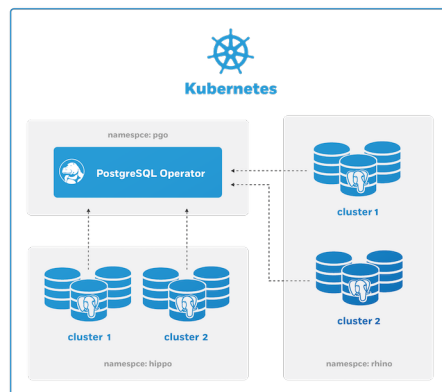 Kubernetes
namespce: pgo
PostgreSQL Operator
cluster 1
cluster 2
namespce: hippo
cluster 1
cluster 2
namespce: rhino